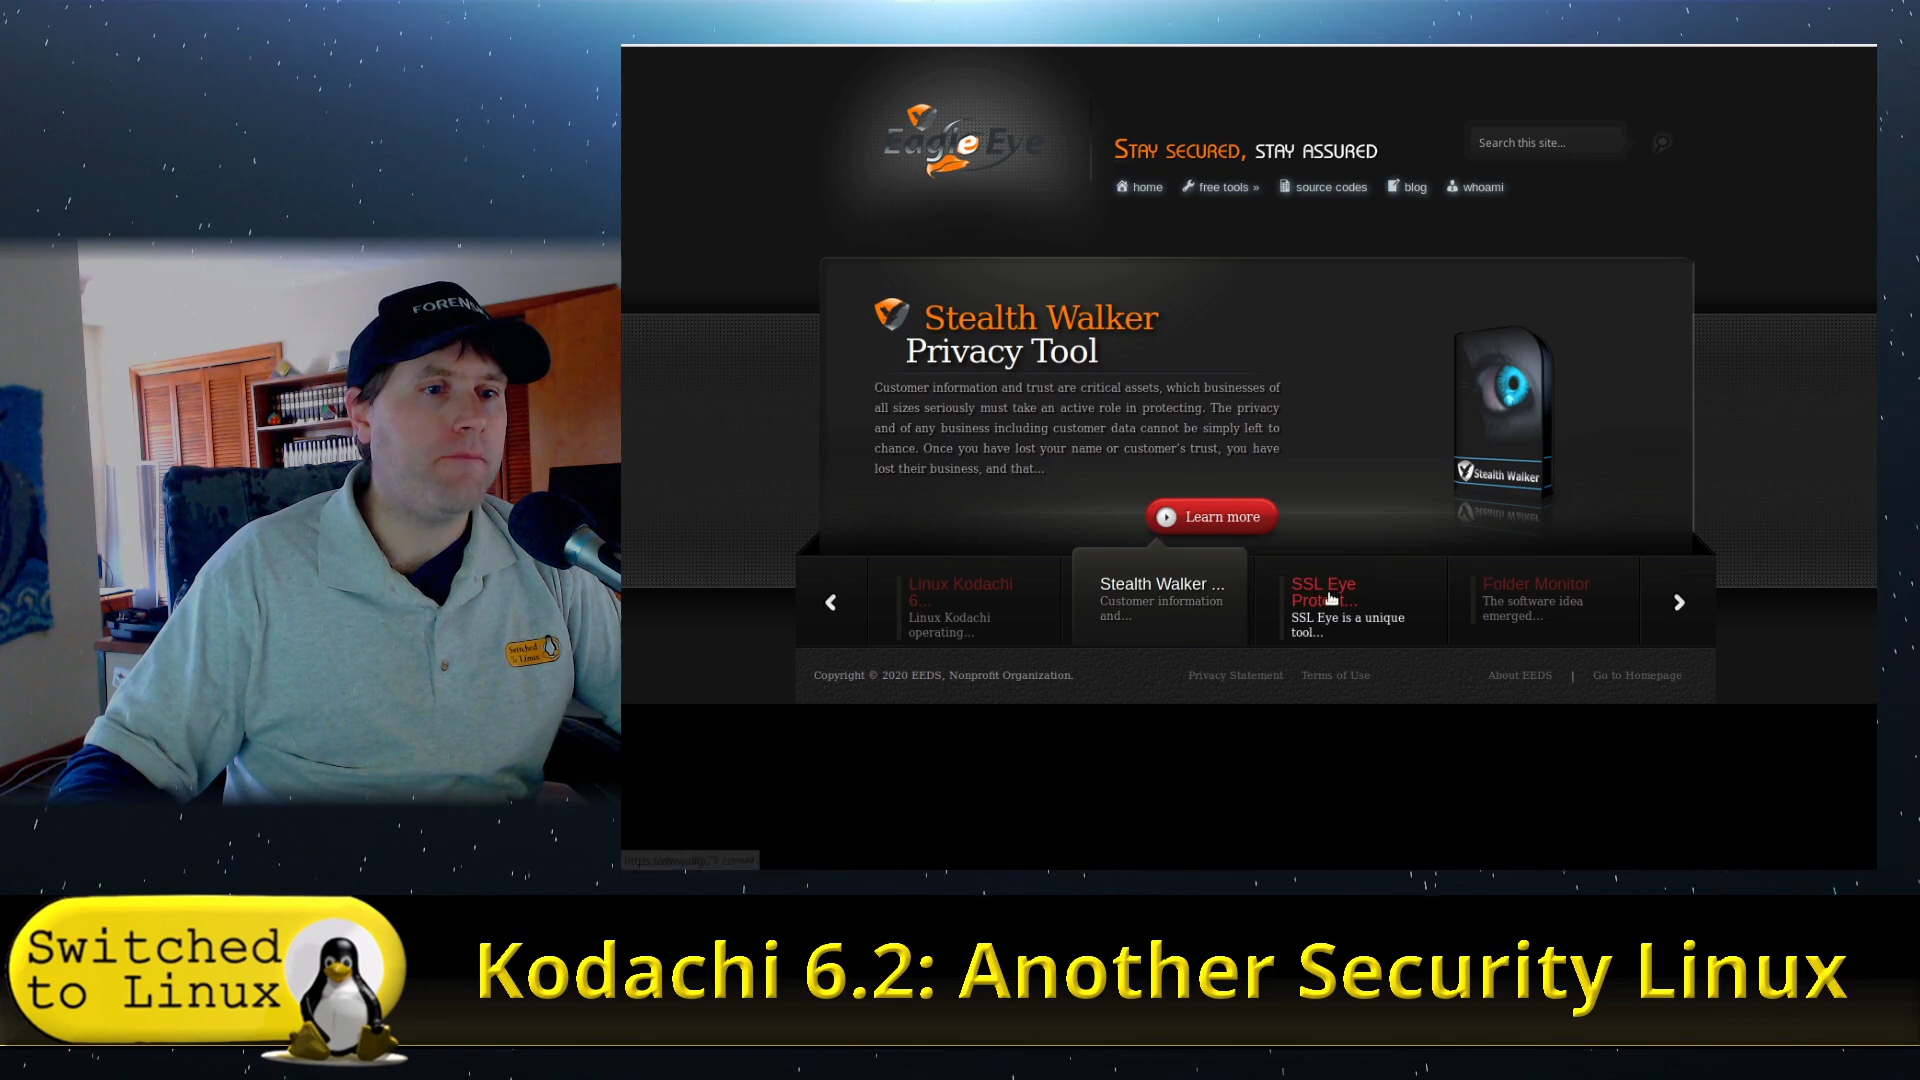 FOREN
Switched
To Linux
Eagle Eye
Stay secured, stay assured
Search this site...
home free tools » source codes blog whoami
Stealth Walker
Privacy Tool
Customer information and trust are critical assets, which businesses of
all sizes seriously must take an active role in protecting. The privacy
and of any business including customer data cannot be simply left to
chance. Once you have lost your name or customer's trust, you have
lost their business, and that...
Stealth Walker
Learn more
Linux Kodachi
6...
Linux Kodachi
operating...
Stealth Walker ...
Customer information
and...
SSL Eye
SSL Eye is a unique
tool...
Folder Monitor
The software idea
emerged...
Copyright © 2020 EEDS, Nonprofit Organization.
Privacy Statement Terms of Use
About EEDS | Go to Homepage
Switched
to Linux
Kodachi 6.2: Another Security Linux